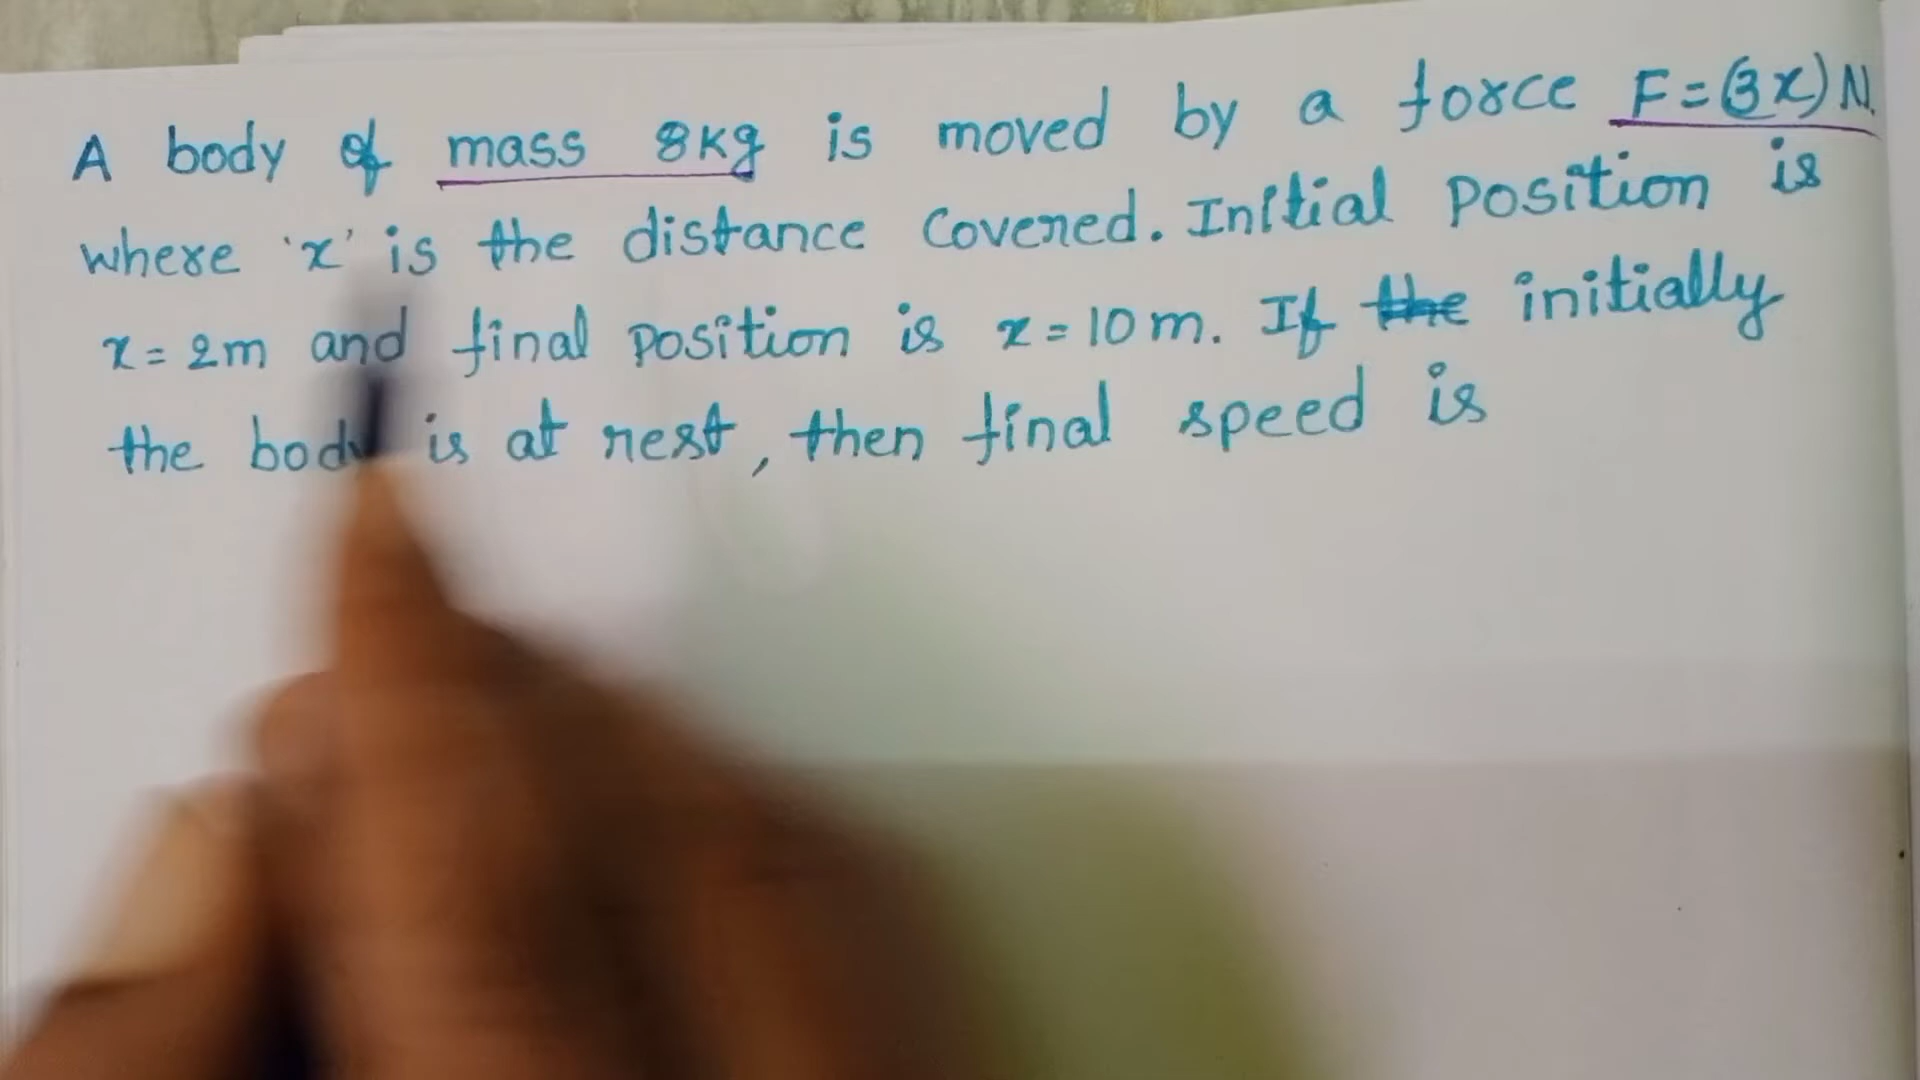 A body of mass 8Kg is moved by a force F=(3x)N.
where 'x' is the distance covered. Initial position is
x=2m and final position is x=10m. If the initially
the body is at rest, then final speed is